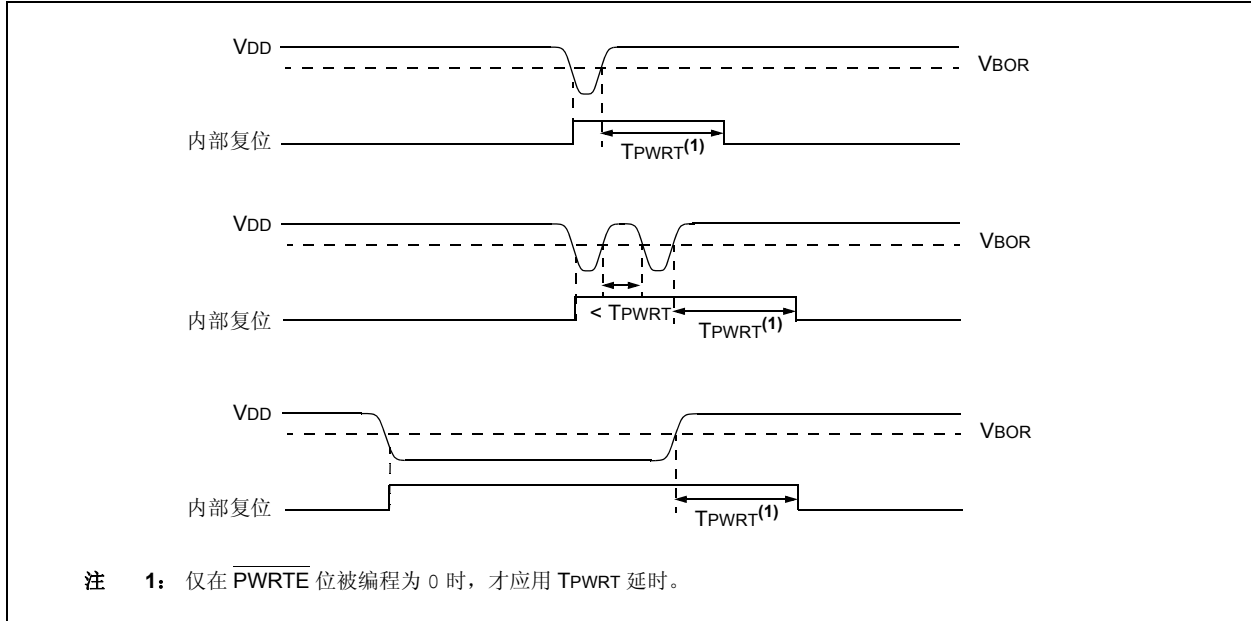 VDD
VBOR
内部复位
TPWRT(1)
VDD
VBOR
内部复位
< TPWRT
TPWRT(1)
VDD
VBOR
内部复位
TPWRT(1)
注 1： 仅在 PWRTE 位被编程为 0 时，才应用 TPWRT 延时。